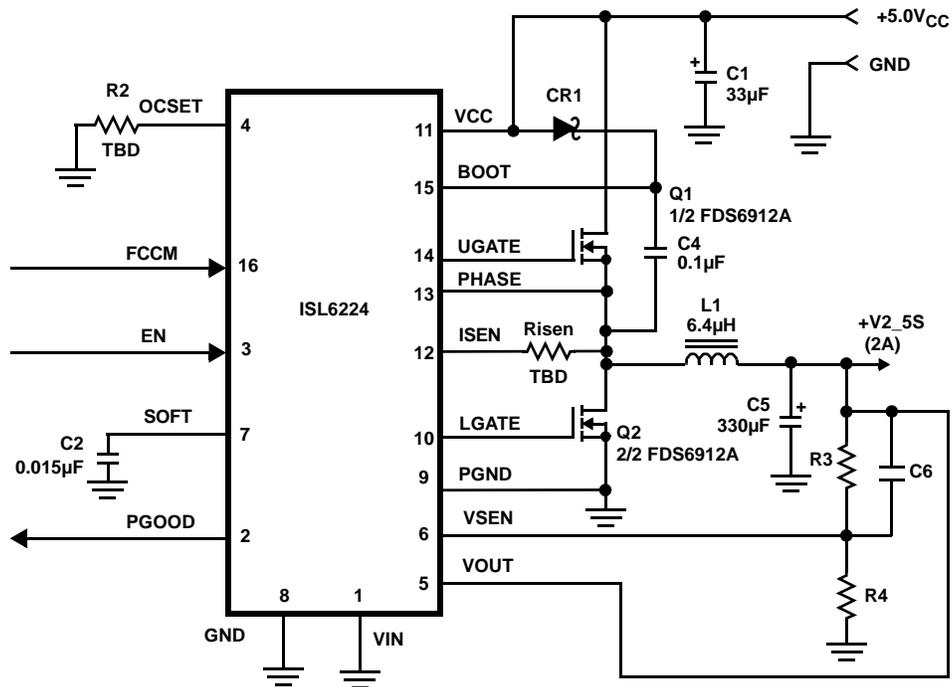 +5.0VCC
GND
C1
33µF
R2
OCSET
TBD
4
CR1
VCC
11
BOOT
15
Q1
1/2 FDS6912A
C4
0.1µF
UGATE
14
FCCM
16
PHASE
13
ISL6224
L1
6.4µH
+V2_5S
(2A)
EN
3
ISEN
12
Risen
TBD
C5
330µF
SOFT
7
C2
0.015µF
LGATE
10
Q2
2/2 FDS6912A
R3
C6
PGND
9
PGOOD
2
VSEN
6
VOUT
5
R4
8
1
GND
VIN